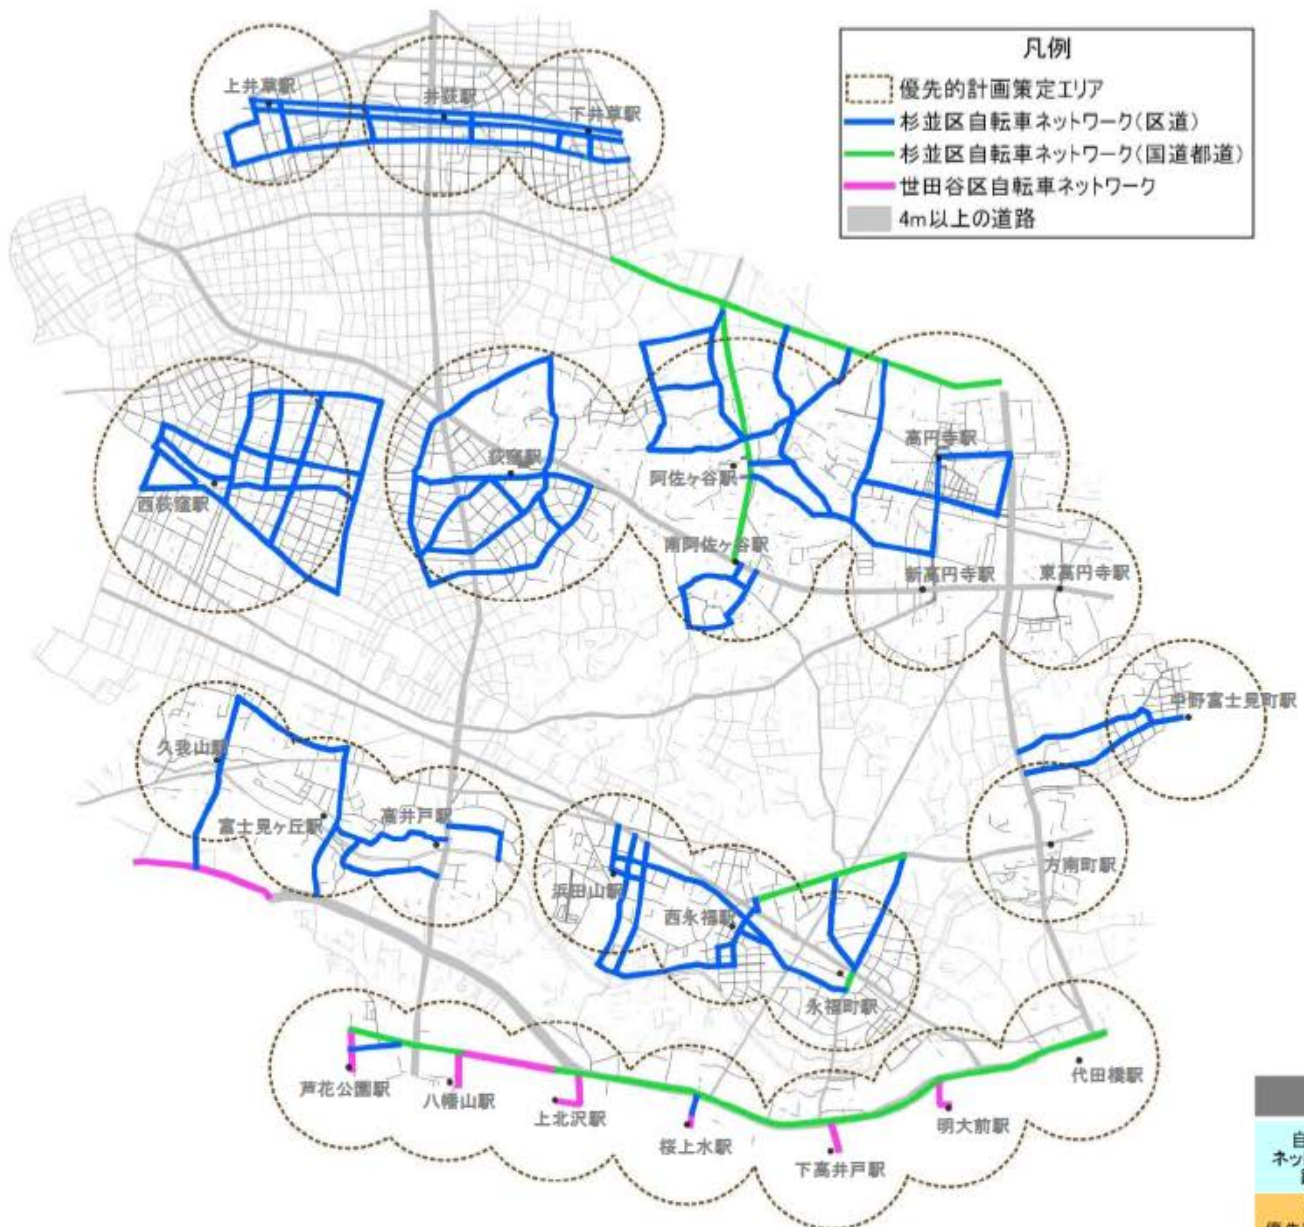 凡例
優先的計画策定エリア
杉並区自転車ネットワーク(区道)
杉並区自転車ネットワーク(国道都道)
世田谷区自転車ネットワーク
4m以上の道路
上井草駅
井荻駅
下井草駅
西荻窪駅
荻窪駅
阿佐ヶ谷駅
高円寺駅
南阿佐ヶ谷駅
新高円寺駅
東高円寺駅
中野富士見町駅
久我山駅
富士見ヶ丘駅
高井戸駅
浜田山駅
西永福駅
永福町駅
方南町駅
芦花公園駅
八幡山駅
上北沢駅
桜上水駅
下高井戸駅
明大前駅
代田橋駅
自
ネッ